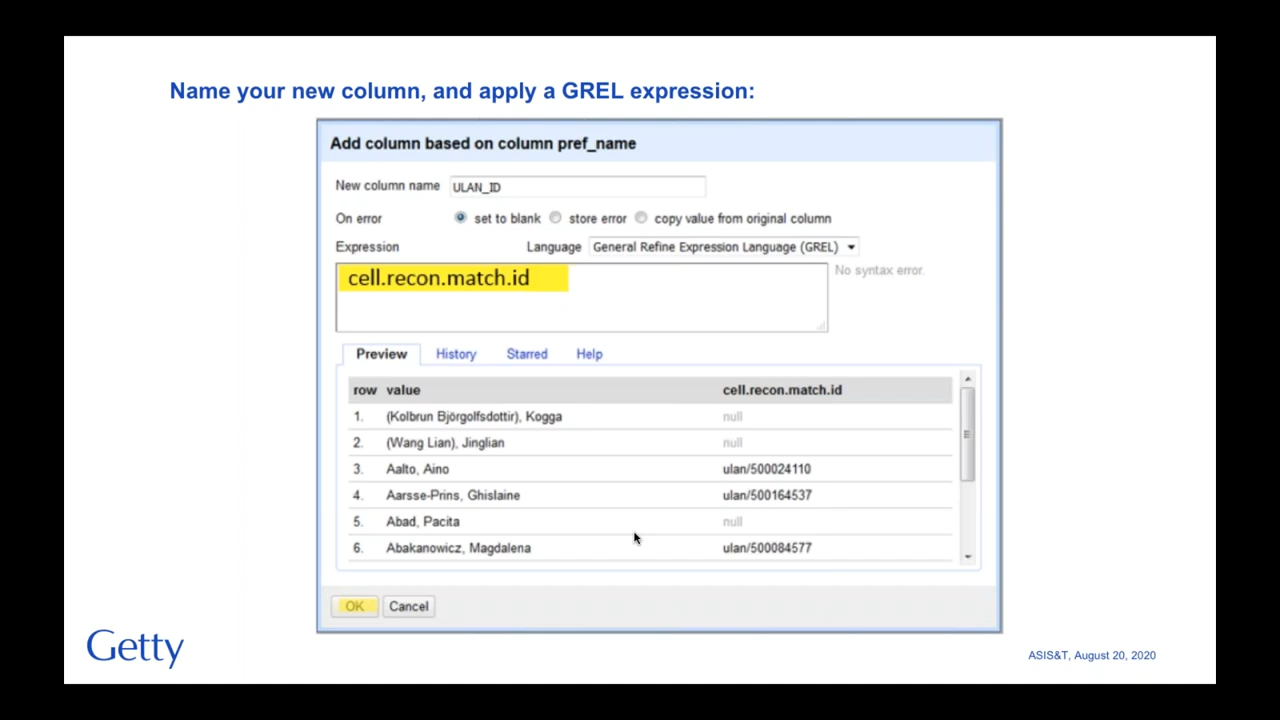 Name your new column, and apply a GREL expression:
Add column based on column pref_name
New column name ULAN_ID
On error set to blank store error copy value from original column
Expression Language General Refine Expression Language (GREL)
cell.recon.match.id No syntax error.
Preview History Starred Help
row value cell.recon.match.id
1. (Kolbrun Björgolfsdottir), Kogga null
2. (Wang Lian), Jinglian null
3. Aalto, Aino ulan/500024110
4. Aarsse-Prins, Ghislaine ulan/500164537
5. Abad, Pacita null
6. Abakanowicz, Magdalena ulan/500084577
OK Cancel
Getty
ASIS&T, August 20, 2020